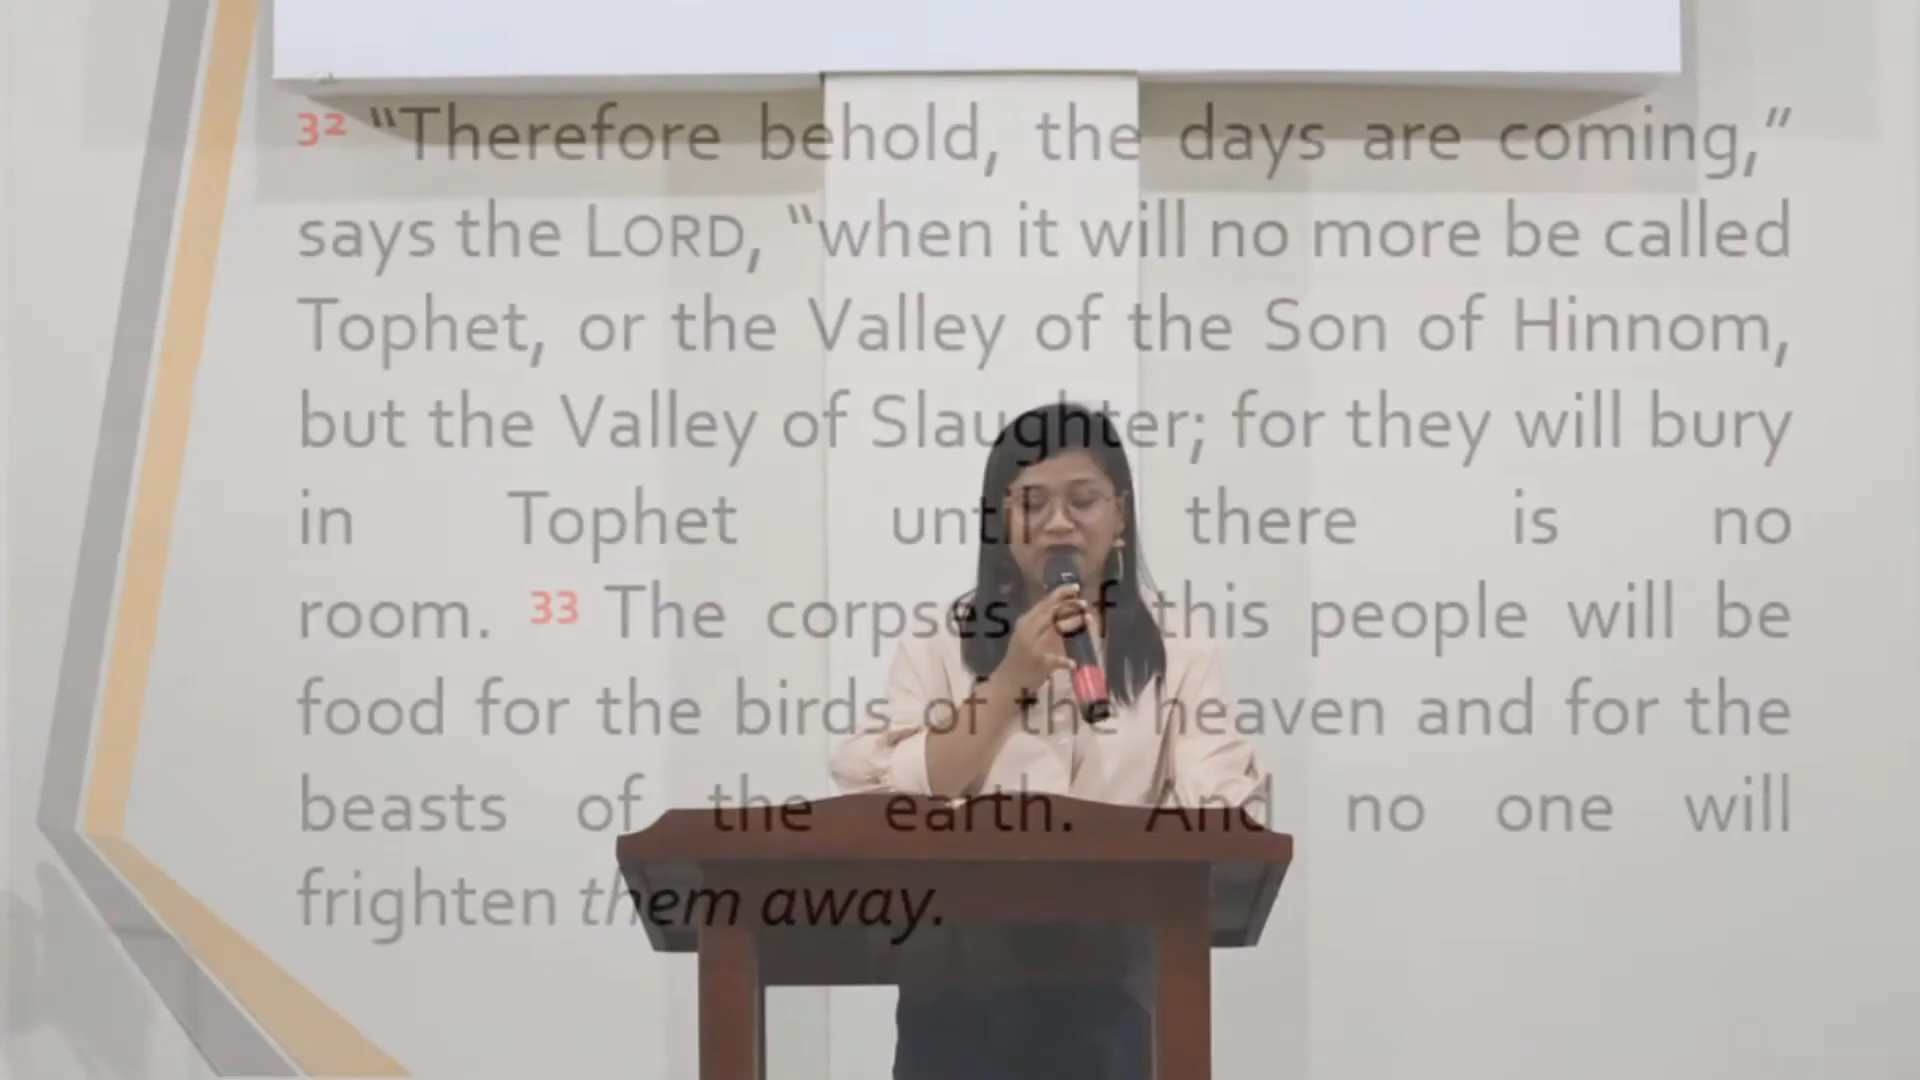 32 “Therefore behold, the days are coming,”
says the LORD, “when it will no more be called
Tophet, or the Valley of the Son of Hinnom,
but the Valley of Slaughter; for they will bury
in Tophet until there is no
room. 33 The corpses of this people will be
food for the birds of the heaven and for the
beasts of the earth. And no one will
frighten them away.